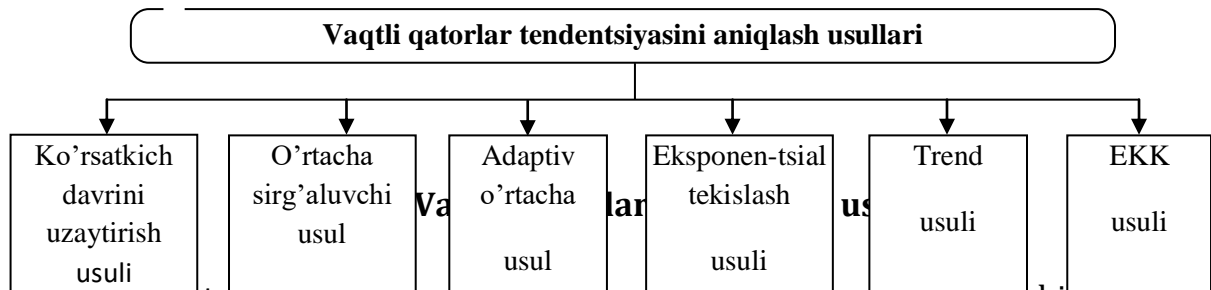 Vaqtli qatorlar tendentsiyasini aniqlash usullari
Ko’rsatkich
davrini
uzaytirish
usuli
O’rtacha
sirg’aluvchi
usul
Adaptiv
o’rtacha
usul
Eksponen-tsial
tekislash
usuli
Trend
usuli
EKK
usuli